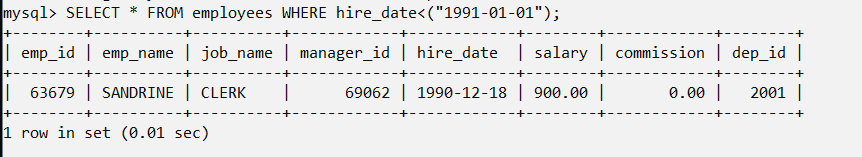 mysql> SELECT * FROM employees WHERE hire_date<("1991-01-01");
+--------+----------+----------+------------+------------+--------+------------+--------+
| emp_id | emp_name | job_name | manager_id | hire_date  | salary | commission | dep_id |
+--------+----------+----------+------------+------------+--------+------------+--------+
|  63679 | SANDRINE | CLERK    |      69062 | 1990-12-18 | 900.00 |       0.00 |   2001 |
+--------+----------+----------+------------+------------+--------+------------+--------+
1 row in set (0.01 sec)